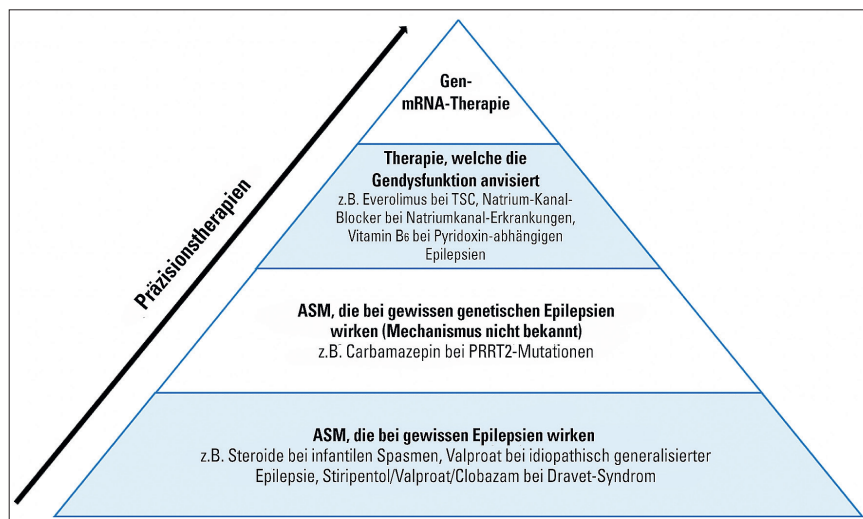 Gen-
mRNA-Therapie
Therapie, welche die
Gendysfunktion anvisiert
z.B. Everolimus bei TSC, Natrium-Kanal-
Blocker bei Natriumkanal-Erkrankungen,
Vitamin B6 bei Pyridoxin-abhängigen
Epilepsien
Präzisionstherapien
ASM, die bei gewissen genetischen Epilepsien
wirken (Mechanismus nicht bekannt)
z.B. Carbamazepin bei PRRT2-Mutationen
ASM, die bei gewissen Epilepsien wirken
z.B. Steroide bei infantilen Spasmen, Valproat bei idiopathisch generalisierter
Epilepsie, Stiripentol/Valproat/Clobazam bei Dravet-Syndrom